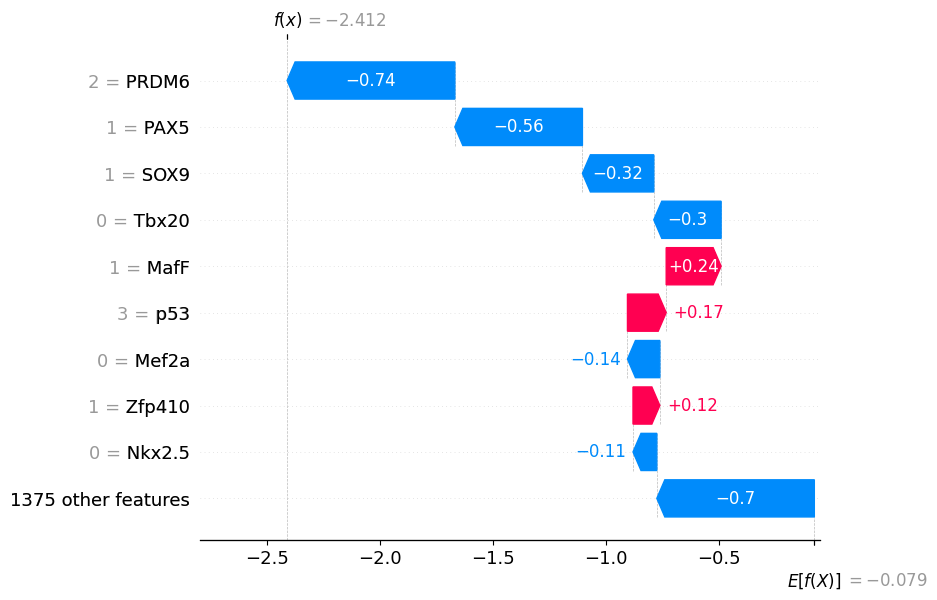 f(x) = −2.412
2 = PRDM6 −0.74
1 = PAX5 −0.56
1 = SOX9 −0.32
0 = Tbx20 −0.3
1 = MafF +0.24
3 = p53 +0.17
0 = Mef2a −0.14
1 = Zfp410 +0.12
0 = Nkx2.5 −0.11
1375 other features −0.7
−2.5 −2.0 −1.5 −1.0 −0.5
E[f(X)] = −0.079